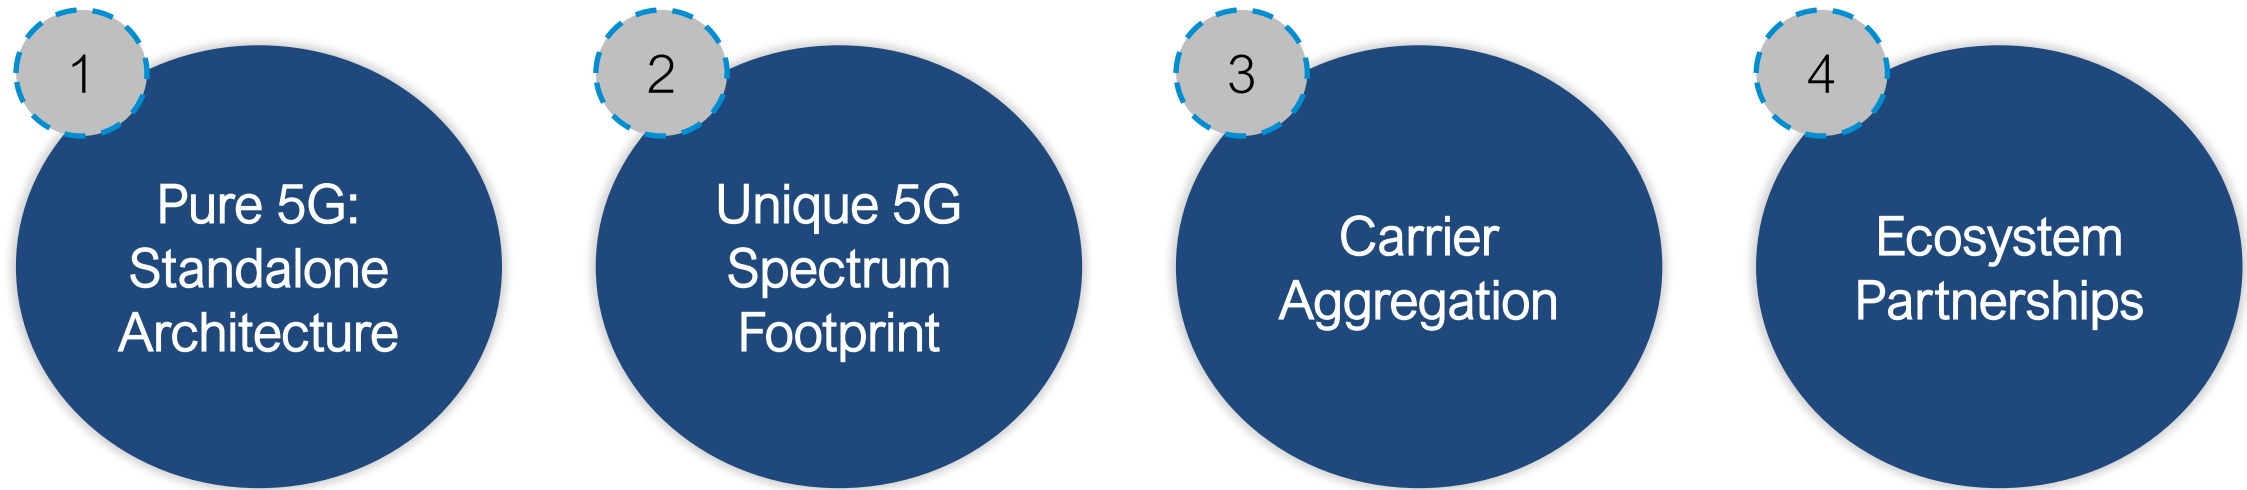 1
Pure 5G:
Standalone
Architecture
2
Unique 5G
Spectrum
Footprint
3
Carrier
Aggregation
4
Ecosystem
Partnerships